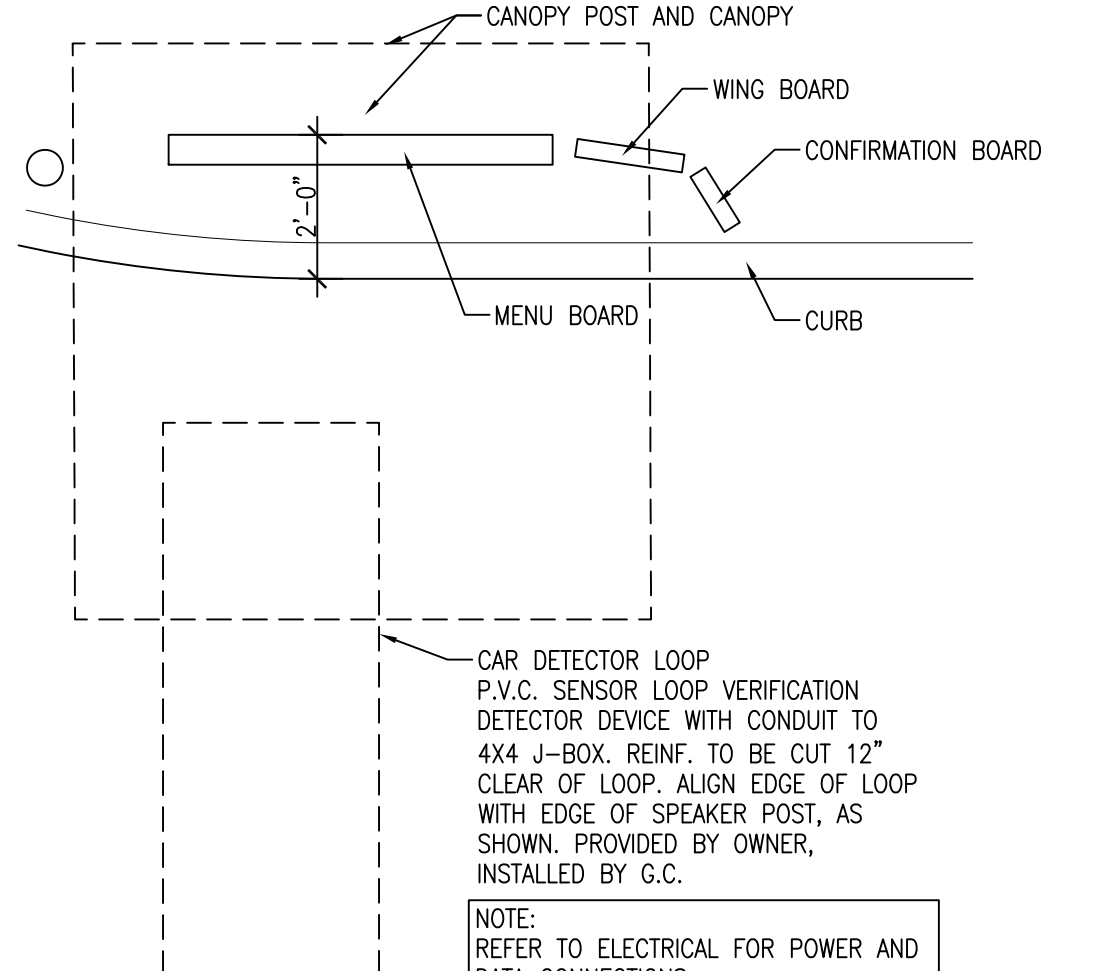 CANOPY POST AND CANOPY
WING BOARD
CONFIRMATION BOARD
2'-0"
MENU BOARD
CURB
CAR DETECTOR LOOP
P.V.C. SENSOR LOOP VERIFICATION
DETECTOR DEVICE WITH CONDUIT TO
4X4 J-BOX. REINF. TO BE CUT 12"
CLEAR OF LOOP. ALIGN EDGE OF LOOP
WITH EDGE OF SPEAKER POST, AS
SHOWN. PROVIDED BY OWNER,
INSTALLED BY G.C.
NOTE:
REFER TO ELECTRICAL FOR POWER AND
DATA CONNECTIONS